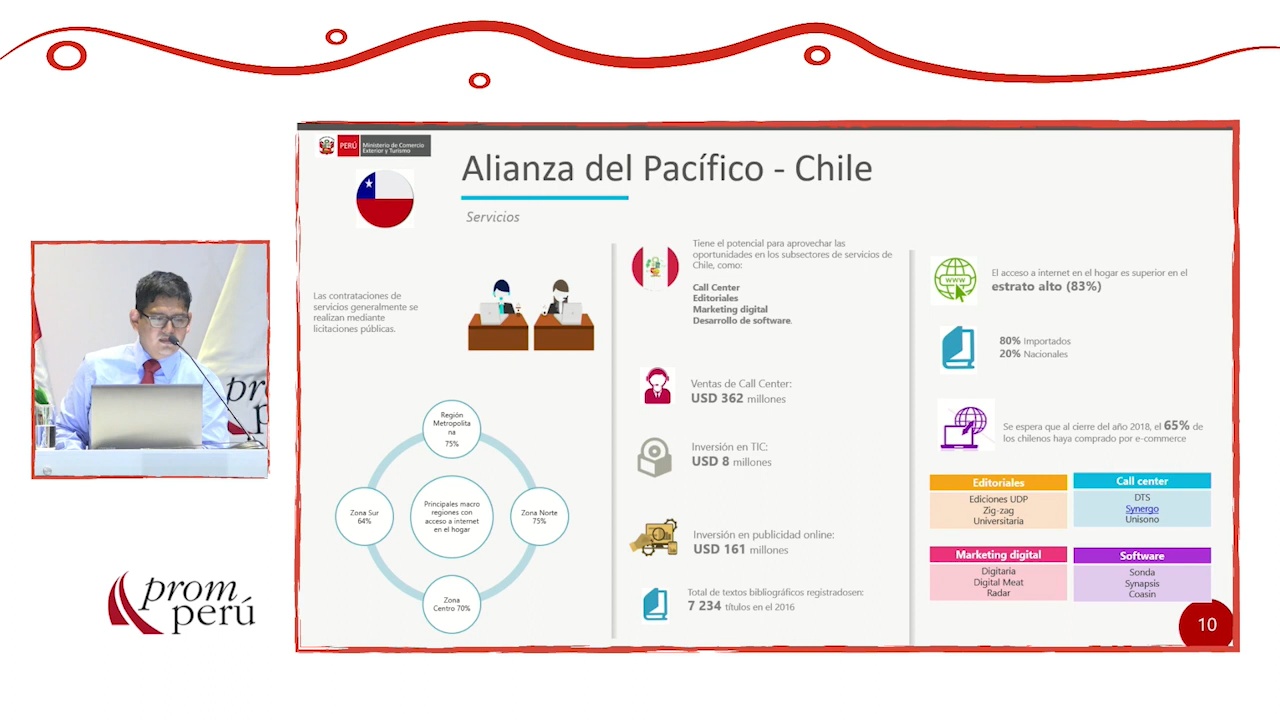 PERÚ
Ministerio de Comercio
Exterior y Turismo
Alianza del Pacífico - Chile
Servicios
Las contrataciones de
servicios generalmente se
realizan mediante
licitaciones públicas.
Región
Metropolita
na
75%
Zona Sur
64%
Principales macro
regiones con
acceso a internet
en el hogar
Zona Norte
75%
Zona
Centro 70%
Tiene el potencial para aprovechar las
oportunidades en los subsectores de servicios de
Chile, como:
Call Center
Editoriales
Marketing digital
Desarrollo de software.
Ventas de Call Center:
USD 362 millones
Inversión en TIC:
USD 8 millones
Inversión en publicidad online:
USD 161 millones
Total de textos bibliográficos registradosen:
7 234 títulos en el 2016
WWW
El acceso a internet en el hogar es superior en el
estrato alto (83%)
80% Importados
20% Nacionales
Se espera que al cierre del año 2018, el 65% de
los chilenos haya comprado por e-commerce
Editoriales
Ediciones UDP
Zig-zag
Universitaria
Call center
DTS
Synergo
Unisono
Marketing digital
Digitaria
Digital Meat
Radar
Software
Sonda
Synapsis
Coasin
10
pr
p
prom
perú